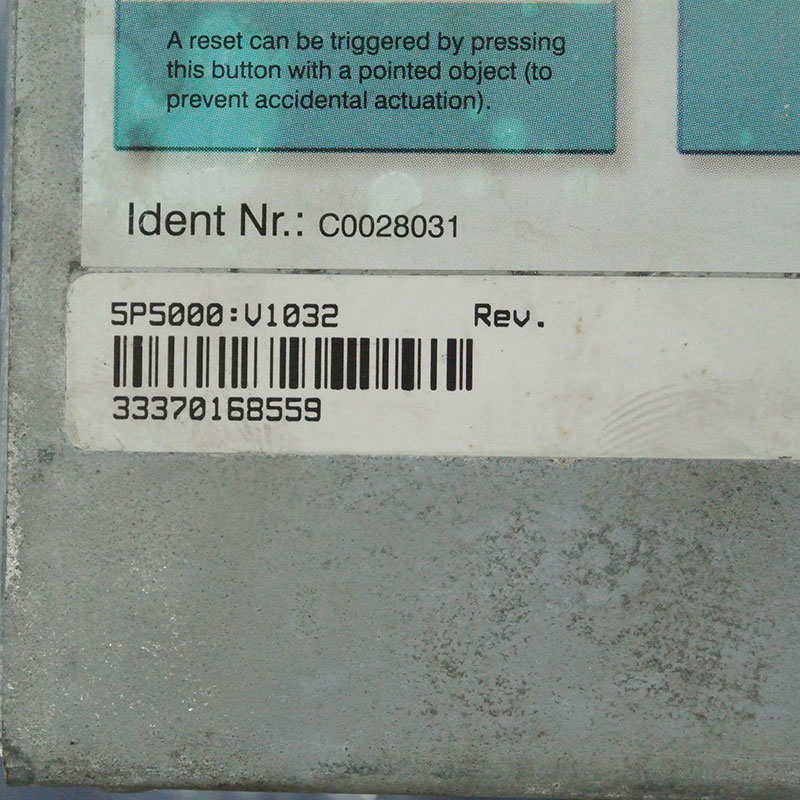 A reset can be triggered by pressing
this button with a pointed object (to
prevent accidental actuation).
Ident Nr.: C0028031
5P5000:V1032 Rev.
33370168559